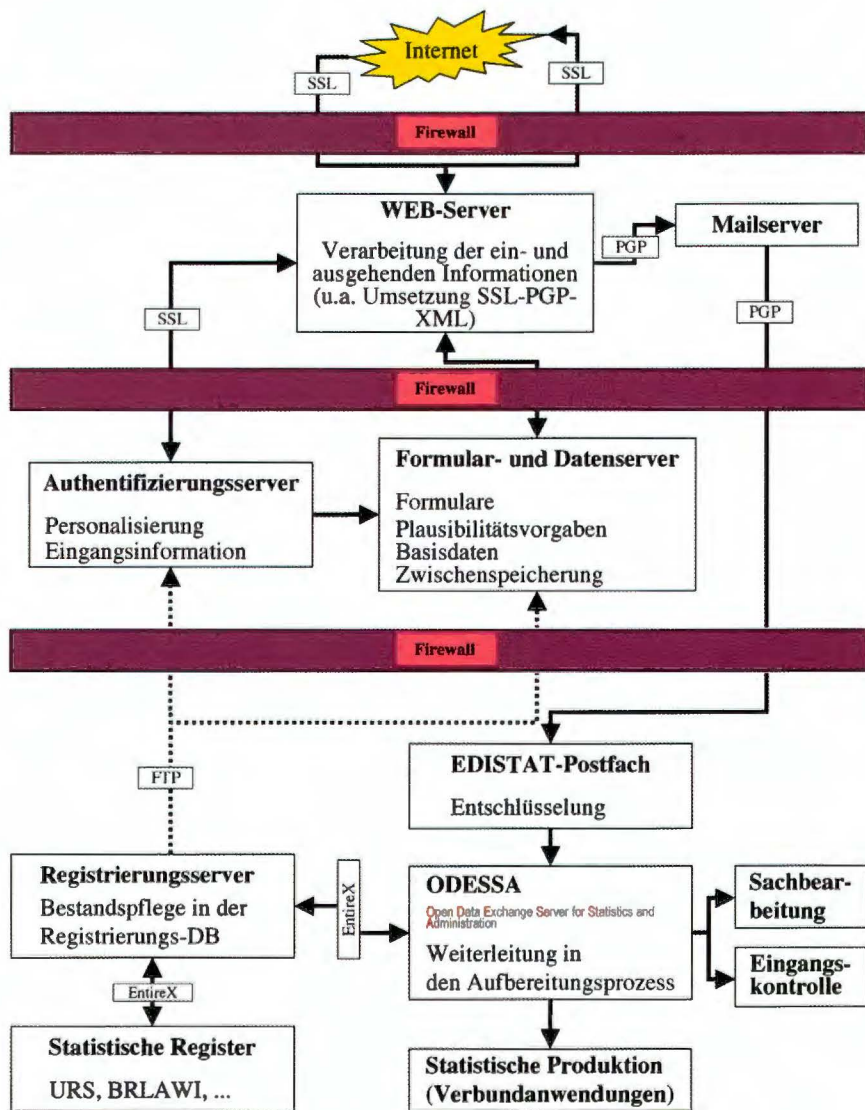 Internet
SSL
SSL
Firewall
WEB-Server
Verarbeitung der ein- und
ausgehenden Informationen
(u.a. Umsetzung SSL-PGP-
XML)
PGP
Mailserver
SSL
PGP
Firewall
Authentifizierungsserver
Personalisierung
Eingangsinformation
Formular- und Datenserver
Formulare
Plausibilitätsvorgaben
Basisdaten
Zwischenspeicherung
Firewall
FTP
EDISTAT-Postfach
Entschlüsselung
Registrierungsserver
Bestandspflege in der
Registrierungs-DB
EntireX
ODESSA
Open Data Exchange Server for Statistics and
Administration
Weiterleitung in
den Aufbereitungsprozess
Sachbear-
beitung
Eingangs-
kontrolle
EntireX
Statistische Register
URS, BRLAWI, ...
Statistische Produktion
(Verbundanwendungen)